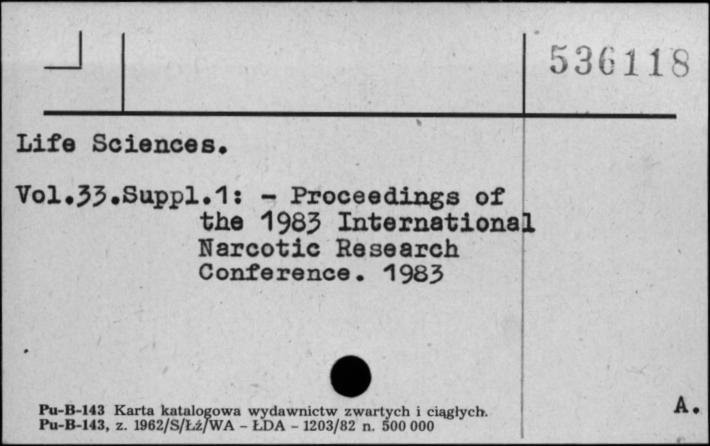 536118
Life Sciences.
Vol.33.Suppl.1: - Proceedings of
the 1983 International
Narcotic Research
Conference. 1983
A.
Pu-B-143 Karta katalogowa wydawnictw zwartych i ciągłych.
Pu-B-143, z. 1962/S/Łż/WA - ŁDA - 1203/82 n. 500 000